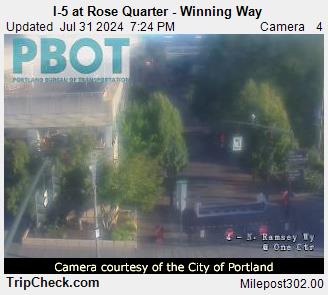 I-5 at Rose Quarter - Winning Way
Updated  Jul 31 2024  7:24 PM Camera  4
PBOT
PORTLAND BUREAU OF TRANSPORTATION
4 - N. Ramsey Wy
@ One Ctr
Camera courtesy of the City of Portland
TripCheck.com Milepost302.00